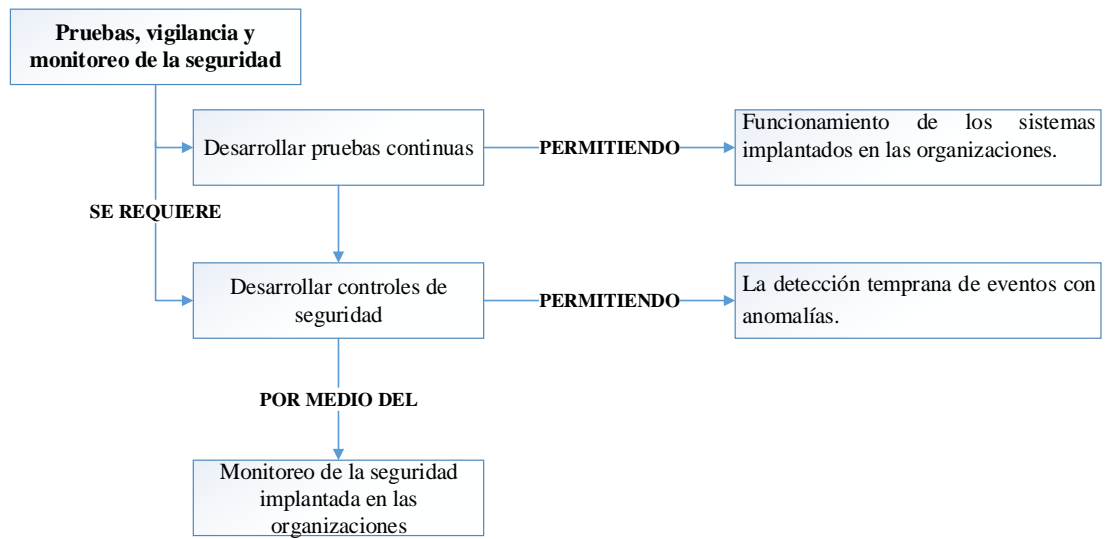 Pruebas, vigilancia y
monitoreo de la seguridad
Desarrollar pruebas continuas
PERMITIENDO
Funcionamiento de los sistemas
implantados en las organizaciones.
SE REQUIERE
Desarrollar controles de
seguridad
PERMITIENDO
La detección temprana de eventos con
anomalías.
POR MEDIO DEL
Monitoreo de la seguridad
implantada en las
organizaciones